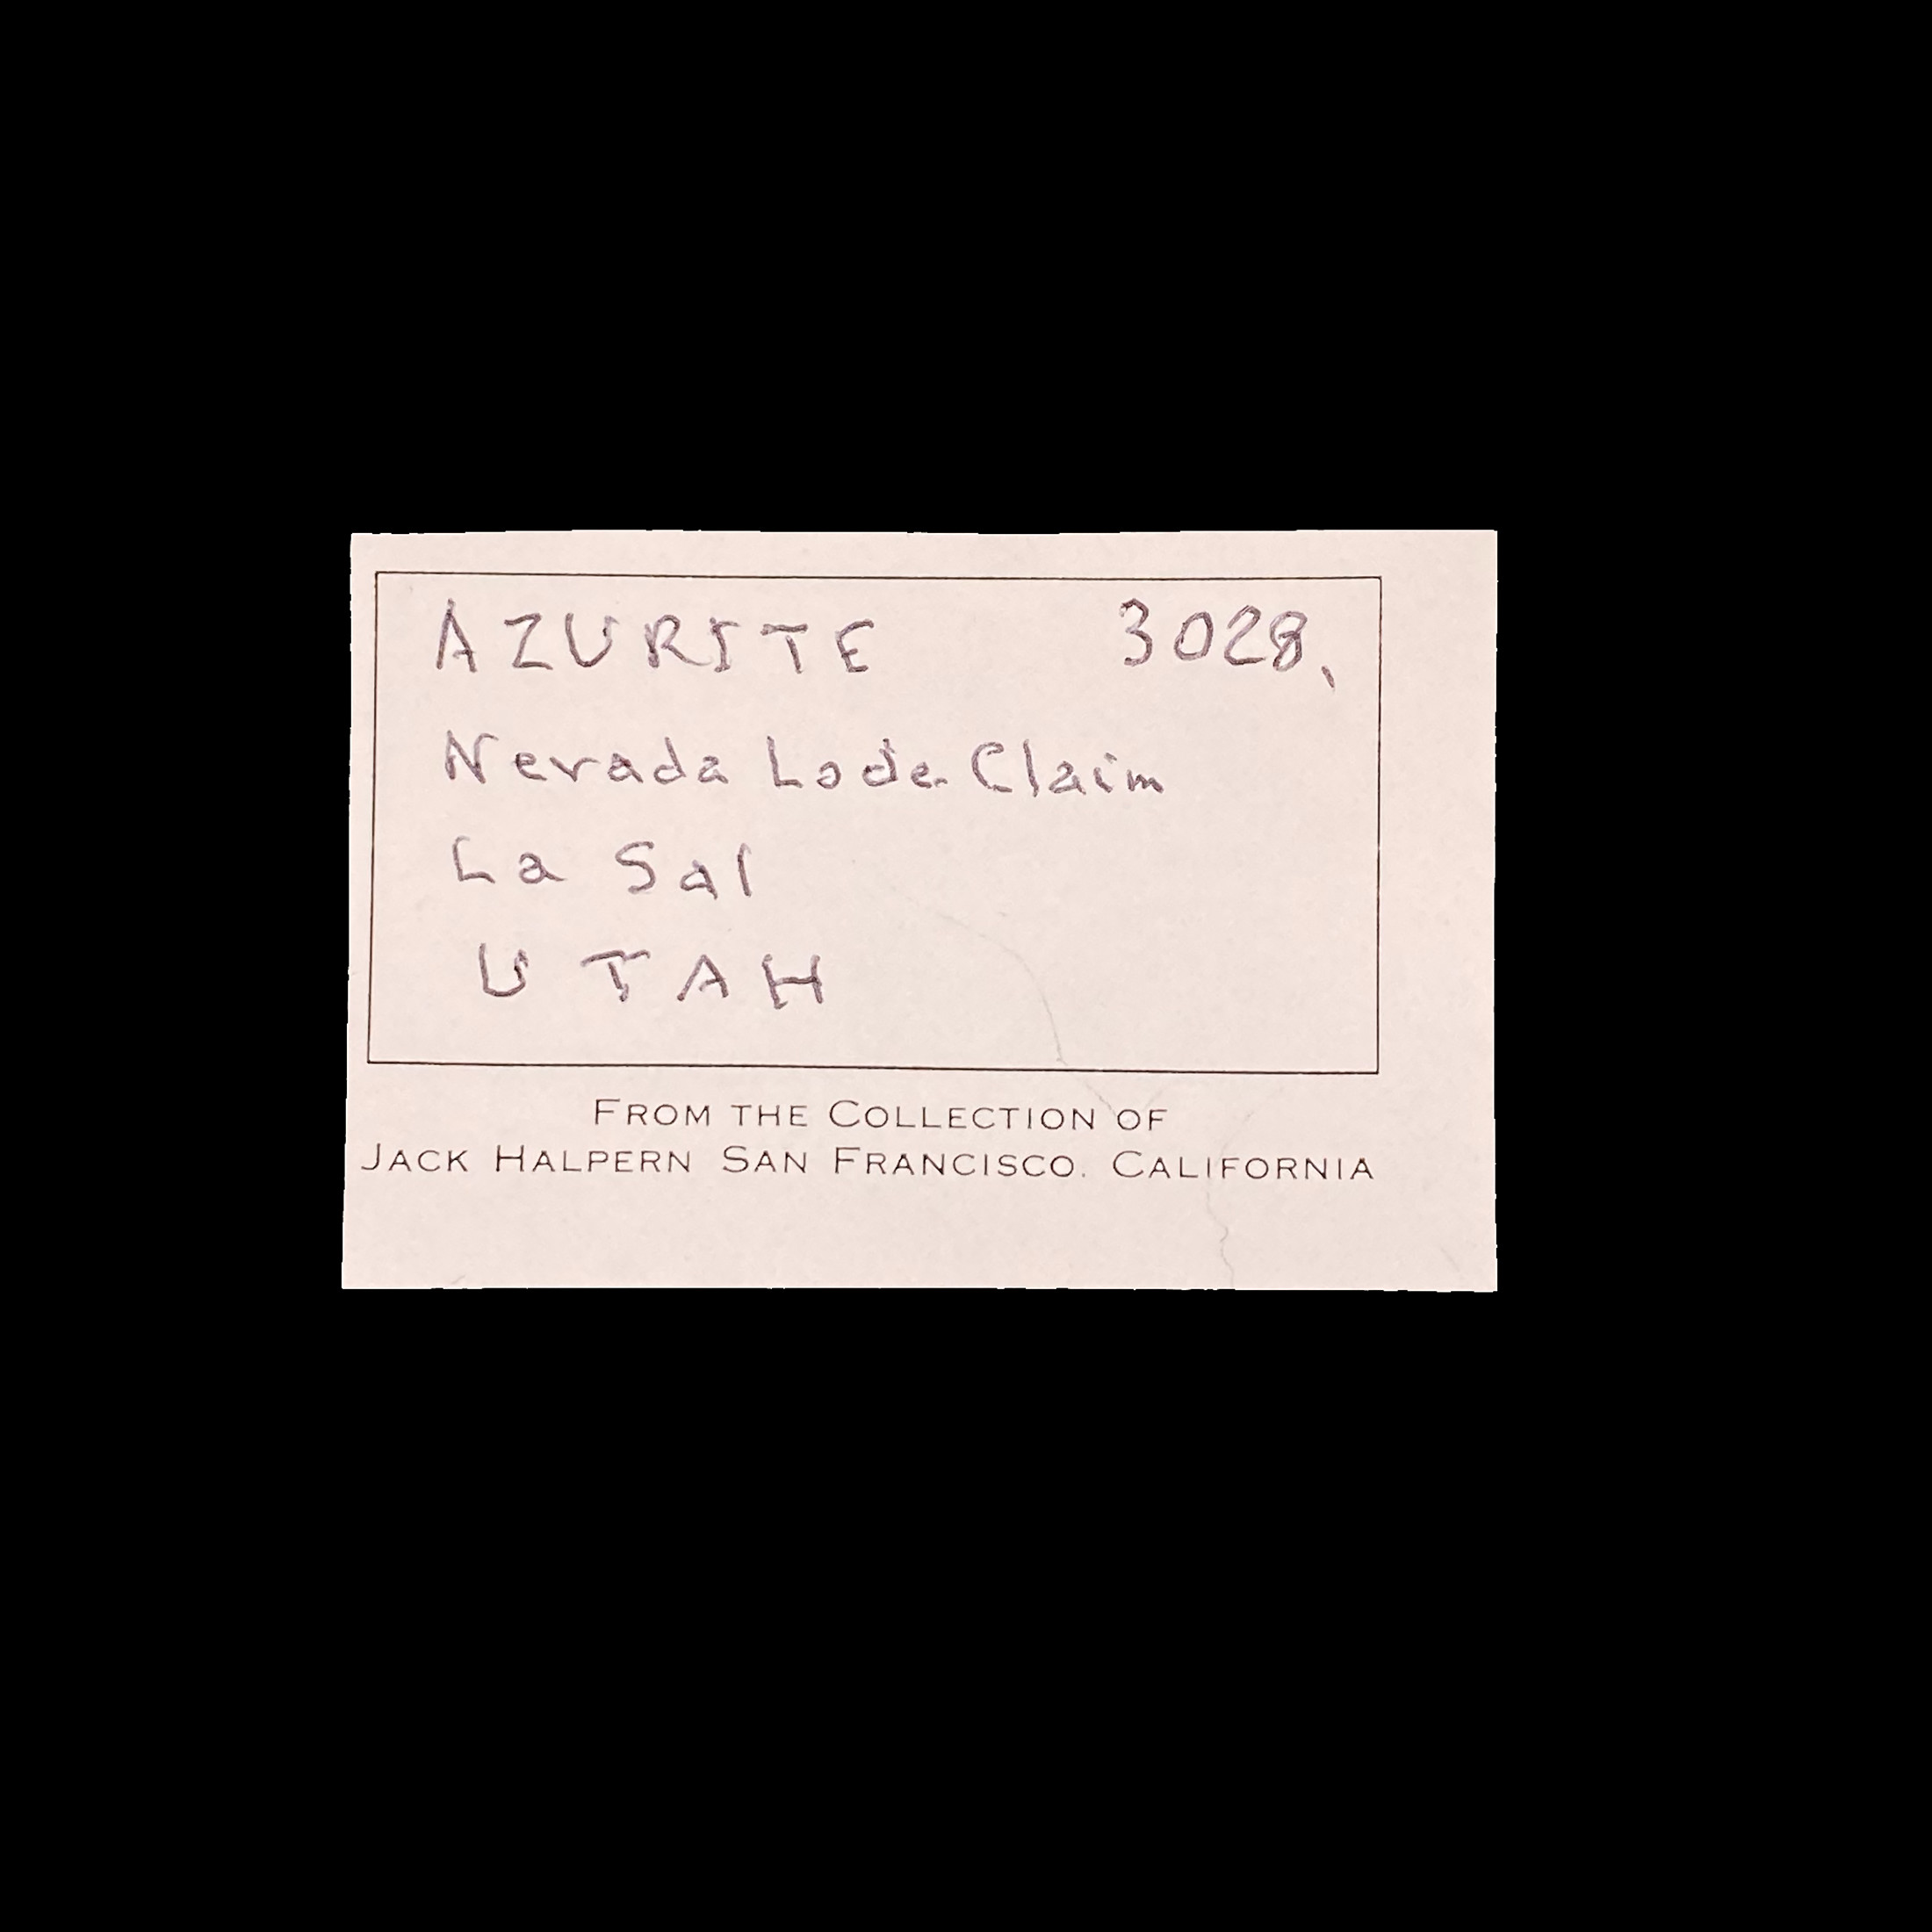 AZURITE 3028.
Nevada Lode Claim
La Sal
UTAH
FROM THE COLLECTION OF
JACK HALPERN SAN FRANCISCO. CALIFORNIA